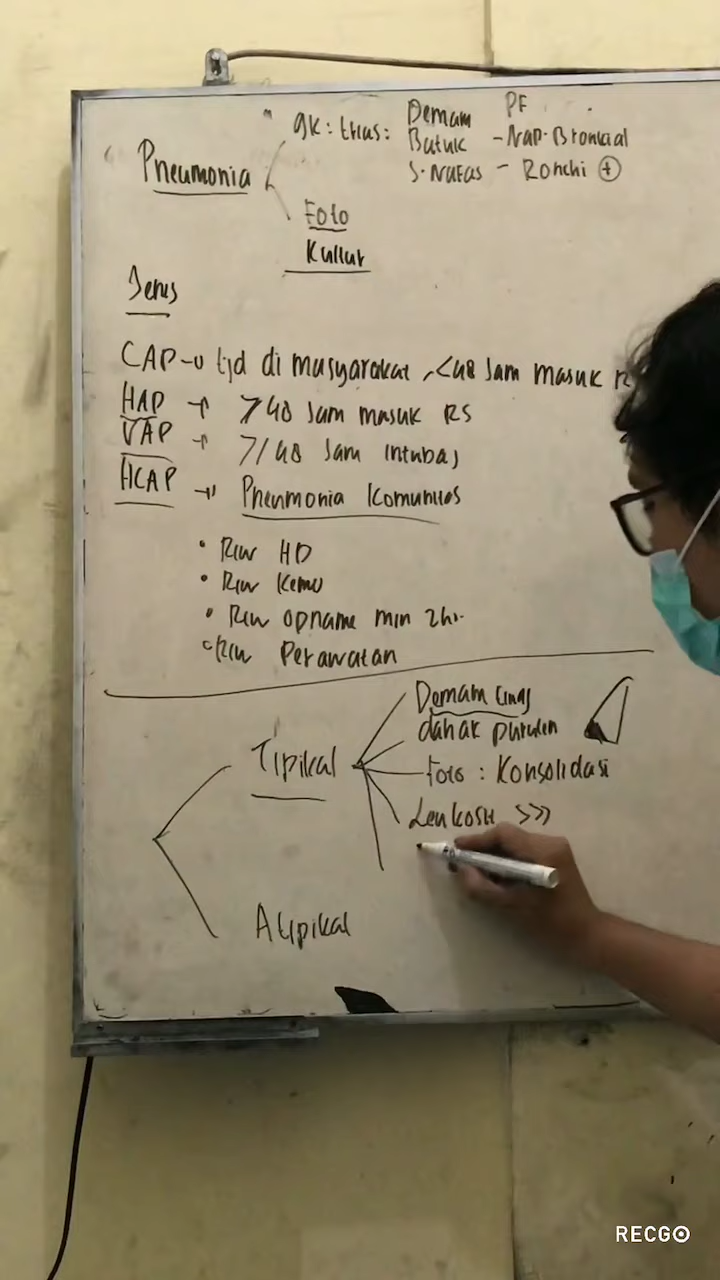 gk: trias: Demam PF
Batuk - Nap. Bronkial
S. Nafas - Ronchi (+)
Pneumonia
Foto
Kultur
Jenis
CAP → tjd di masyarakat, <48 Jam masuk R
HAP → >48 Jam masuk RS
VAP → >/48 Jam intubasi
HCAP → Pneumonia Komunitas
• Riw HD
• Riw Kemo
• Riw opname min 2hr
• Riw Perawatan
Tipikal
Demam tinggi
dahak purulen
Foto : Konsolidasi
Leukosit >>>
Atipikal
RECGO